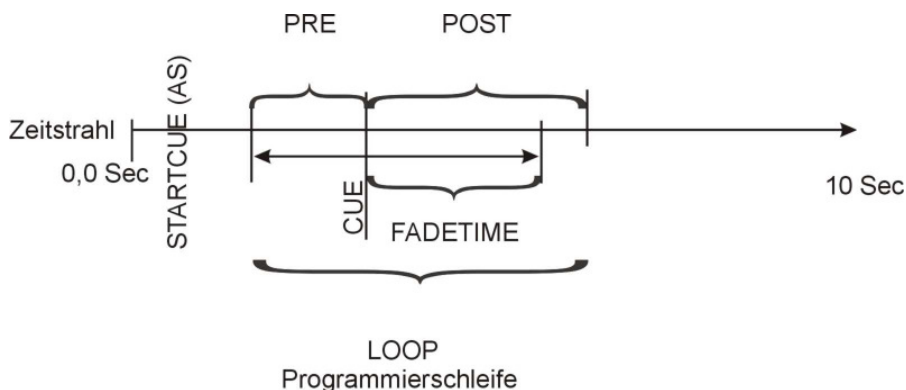 PRE
POST
STARTCUE (AS)
Zeitstrahl
0,0 Sec
10 Sec
CUE
FADETIME
LOOP
Programmierschleife